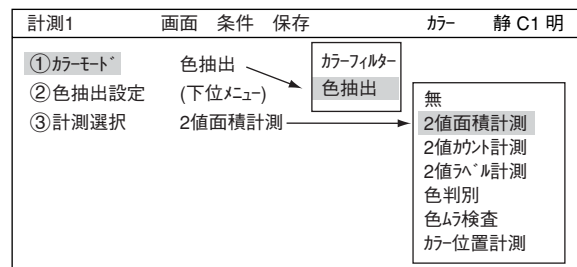 計測1 画面 条件 保存 ｶﾗｰ 静 C1 明
①ｶﾗｰﾓｰﾄﾞ 色抽出
②色抽出設定 (下位ﾒﾆｭｰ)
③計測選択 2値面積計測
ｶﾗｰﾌｨﾙﾀｰ
色抽出
無
2値面積計測
2値ｶｳﾝﾄ計測
2値ﾗﾍﾞﾙ計測
色判別
色ﾑﾗ検査
ｶﾗｰ位置計測